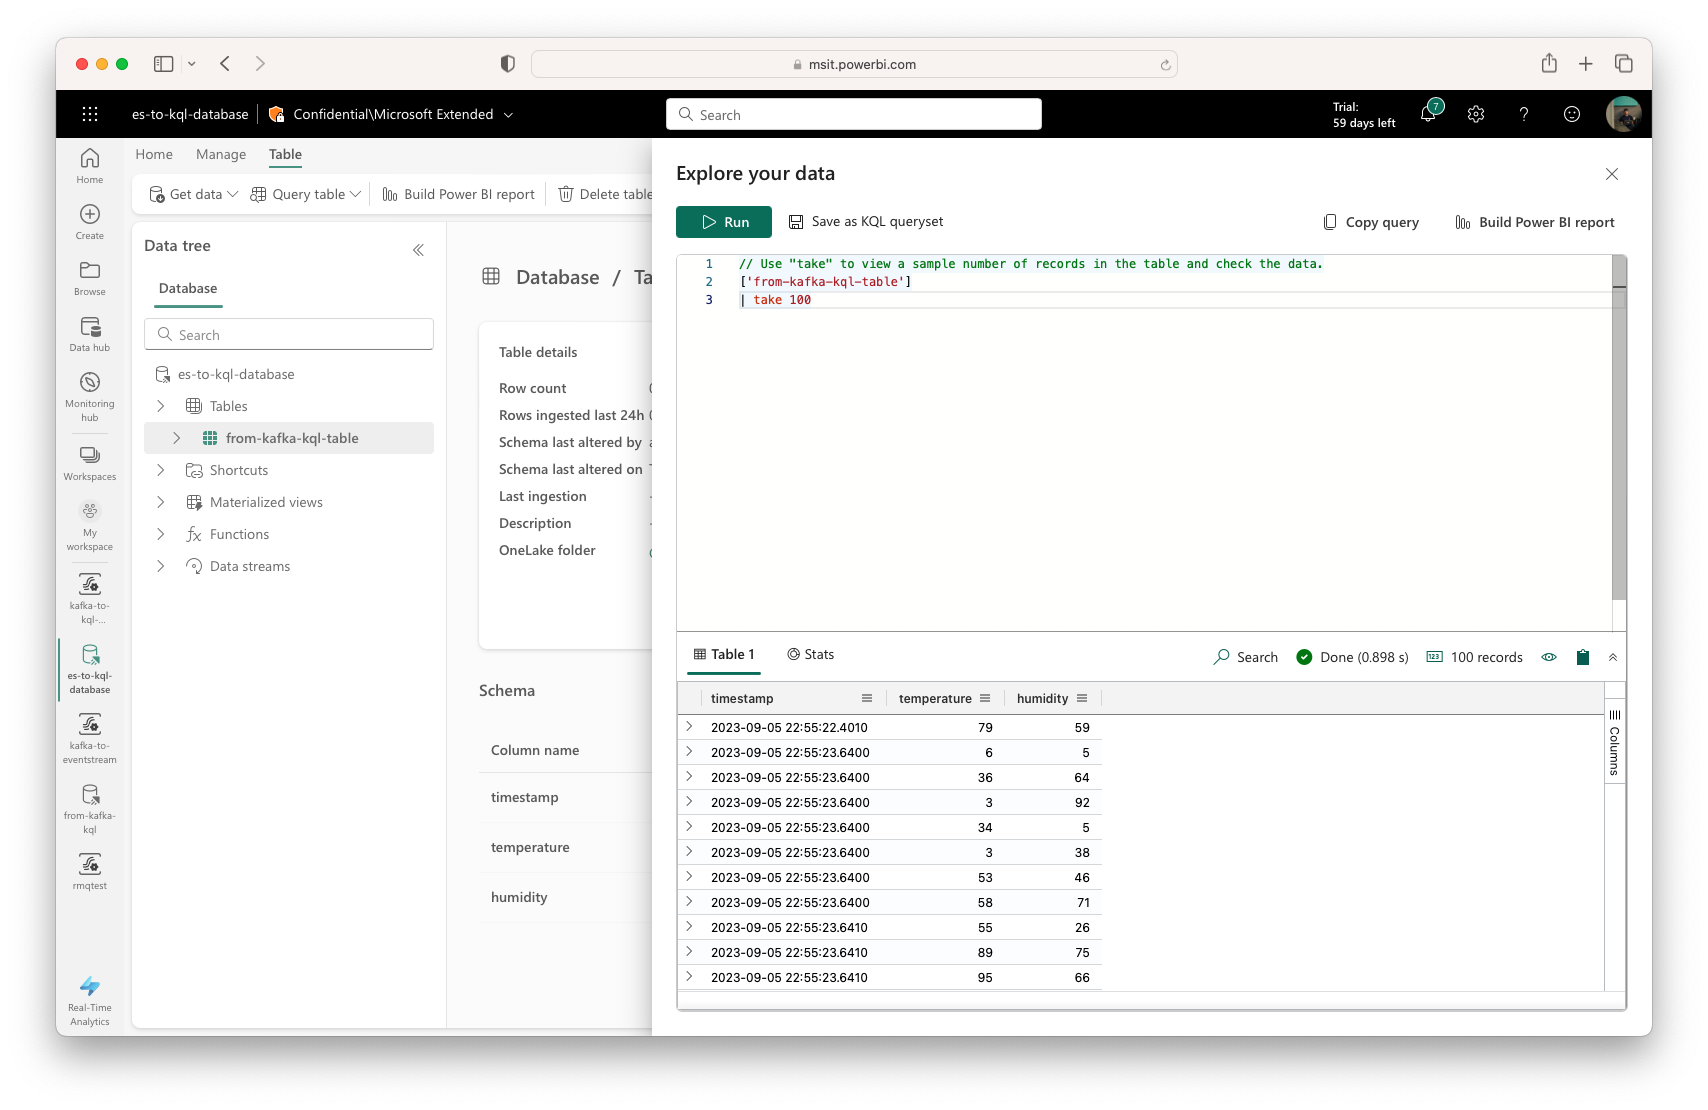 msit.powerbi.com
es-to-kql-database
Confidential\Microsoft Extended
Search
Trial:
59 days left
7
Home
Create
Browse
Data hub
Monitoring
hub
Workspaces
My
workspace
kafka-to-
kql-...
es-to-kql-
database
kafka-to-
eventstream
from-kafka-
kql
rmqtest
Real-Time
Analytics
Home Manage Table
Get data Query table Build Power BI report Delete table
Data tree
Database
Search
es-to-kql-database
Tables
from-kafka-kql-table
Shortcuts
Materialized views
Functions
Data streams
Database / Ta
Table details
Row count
Rows ingested last 24h
Schema last altered by
Schema last altered on
Last ingestion
Description
OneLake folder
Schema
Column name
timestamp
temperature
humidity
Explore your data
Run Save as KQL queryset Copy query Build Power BI report
1 // Use "take" to view a sample number of records in the table and check the data.
2 ['from-kafka-kql-table']
3 | take 100
Table 1 Stats Search Done (0.898 s) 123 100 records
timestamp temperature humidity
2023-09-05 22:55:22.4010 79 59
2023-09-05 22:55:23.6400 6 5
2023-09-05 22:55:23.6400 36 64
2023-09-05 22:55:23.6400 3 92
2023-09-05 22:55:23.6400 34 5
2023-09-05 22:55:23.6400 3 38
2023-09-05 22:55:23.6400 53 46
2023-09-05 22:55:23.6400 58 71
2023-09-05 22:55:23.6410 55 26
2023-09-05 22:55:23.6410 89 75
2023-09-05 22:55:23.6410 95 66
Columns